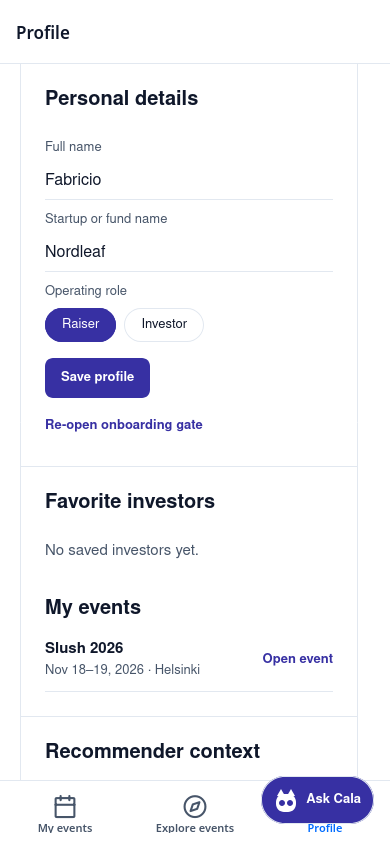 Profile
Personal details
Full name
Fabricio
Startup or fund name
Nordleaf
Operating role
Raiser Investor
Save profile
Re-open onboarding gate
Favorite investors
No saved investors yet.
My events
Slush 2026
Nov 18–19, 2026 · Helsinki
Open event
Recommender context
Ask Cala
My events Explore events Profile